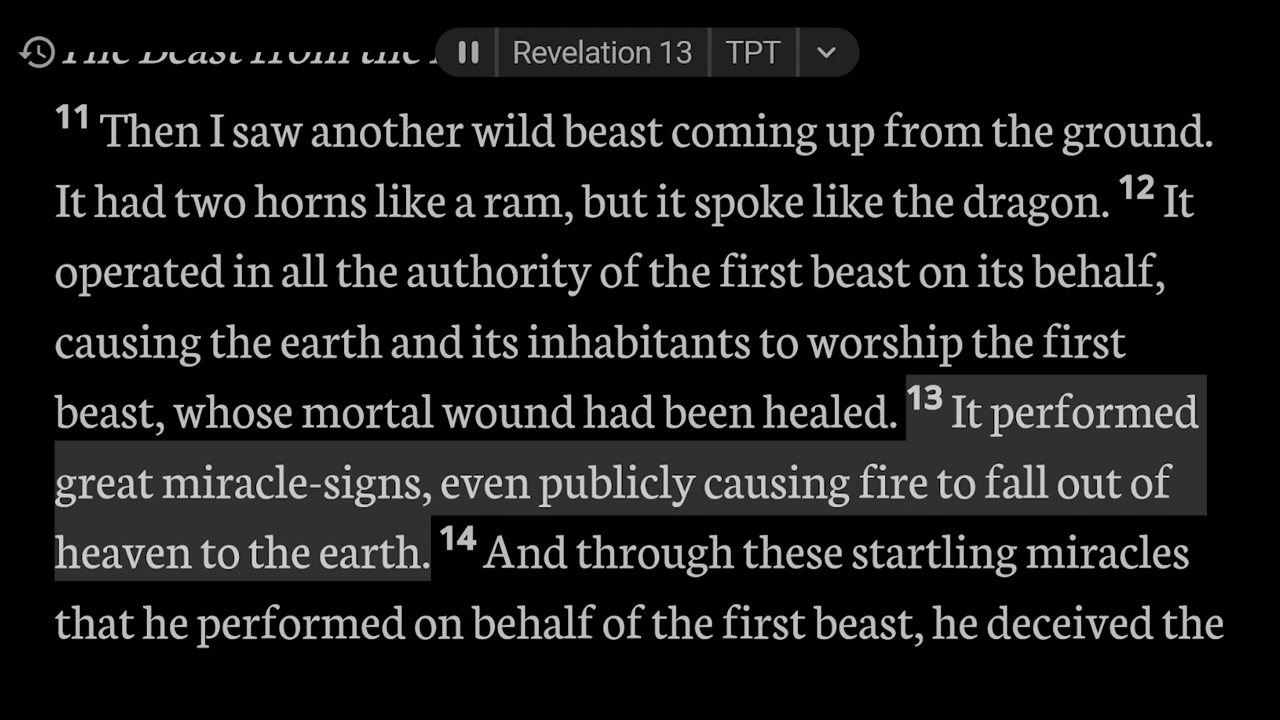 The Beast from the
Revelation 13 TPT
11 Then I saw another wild beast coming up from the ground.
It had two horns like a ram, but it spoke like the dragon. 12 It
operated in all the authority of the first beast on its behalf,
causing the earth and its inhabitants to worship the first
beast, whose mortal wound had been healed. 13 It performed
great miracle-signs, even publicly causing fire to fall out of
heaven to the earth. 14 And through these startling miracles
that he performed on behalf of the first beast, he deceived the